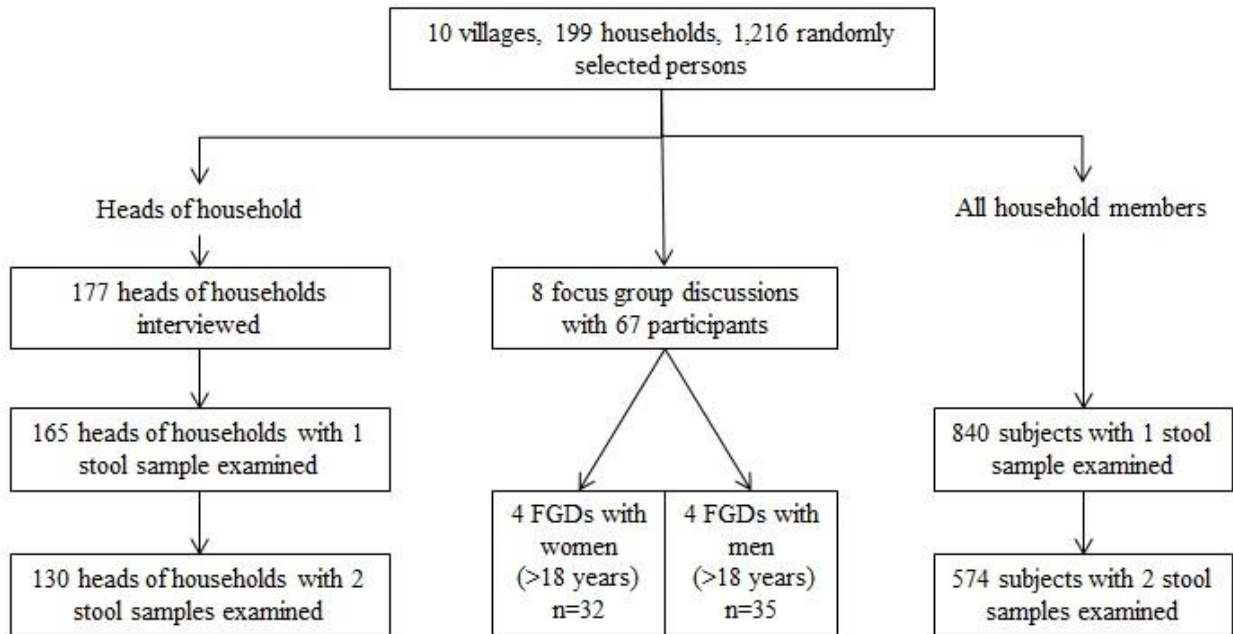 10 villages, 199 households, 1,216 randomly
selected persons
Heads of household
All household members
177 heads of households
interviewed
8 focus group discussions
with 67 participants
165 heads of households with 1
stool sample examined
840 subjects with 1 stool
sample examined
130 heads of households with 2
stool samples examined
4 FGDs with
women
(>18 years)
n=32
4 FGDs with
men
(>18 years)
n=35
574 subjects with 2 stool
samples examined